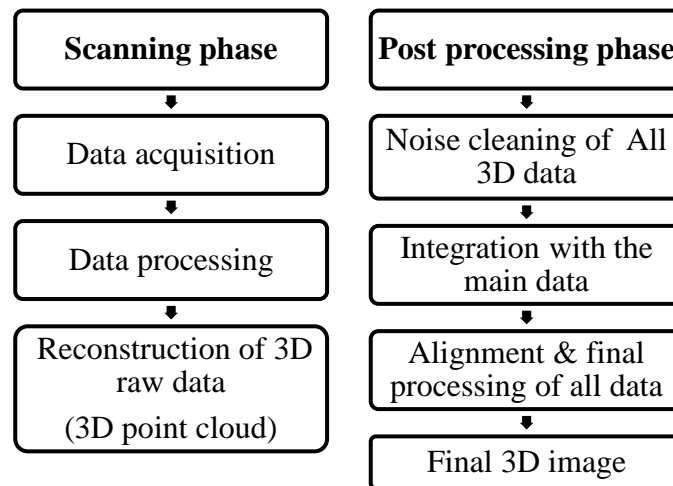 Scanning phase
Data acquisition
Data processing
Reconstruction of 3D
raw data
(3D point cloud)
Post processing phase
Noise cleaning of All
3D data
Integration with the
main data
Alignment & final
processing of all data
Final 3D image